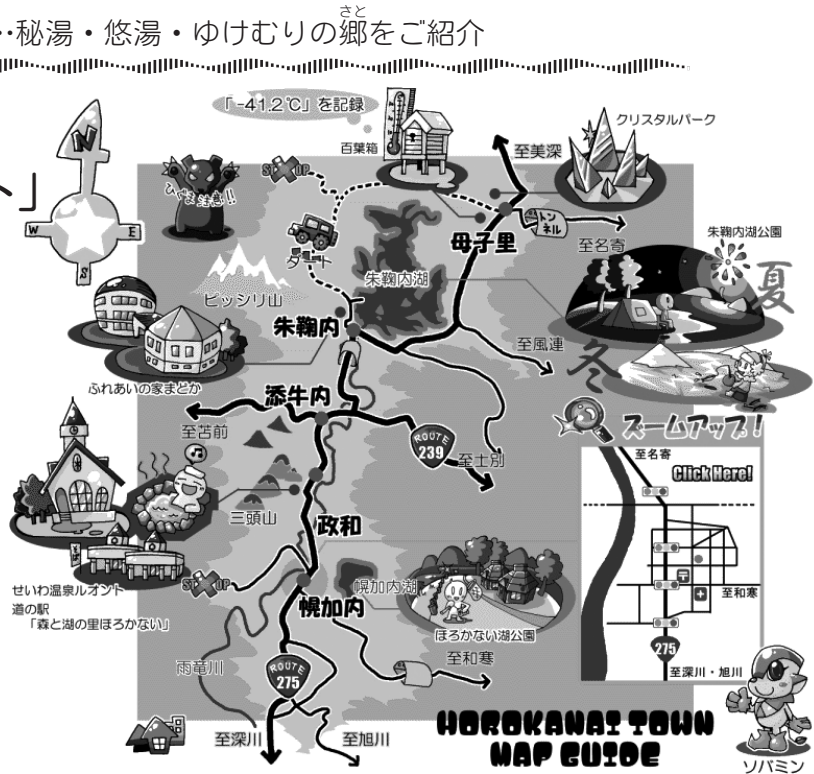 …秘湯・悠湯・ゆけむりの郷をご紹介
さと
ト」
「-41.2℃」を記録
百葉箱
クリスタルパーク
至美深
N
W
E
S
ひぐま注意!!
STOP
ダート
トンネル
母子里
至名寄
朱鞠内湖公園
夏
朱鞠内湖
ピッシリ山
朱鞠内
至風連
冬
ふれあいの家まどか
添牛内
至苫前
ROUTE
239
至士別
ズームアップ!
至名寄
Click Here!
三頭山
政和
そば
せいわ温泉ルオント
道の駅
「森と湖の里ほろかない」
STOP
幌加内湖
幌加内
ほろかない湖公園
至和寒
至和寒
〒
275
至深川・旭川
雨竜川
ROUTE
275
至深川
至旭川
HOROKANAI TOWN
MAP GUIDE
ソバミン